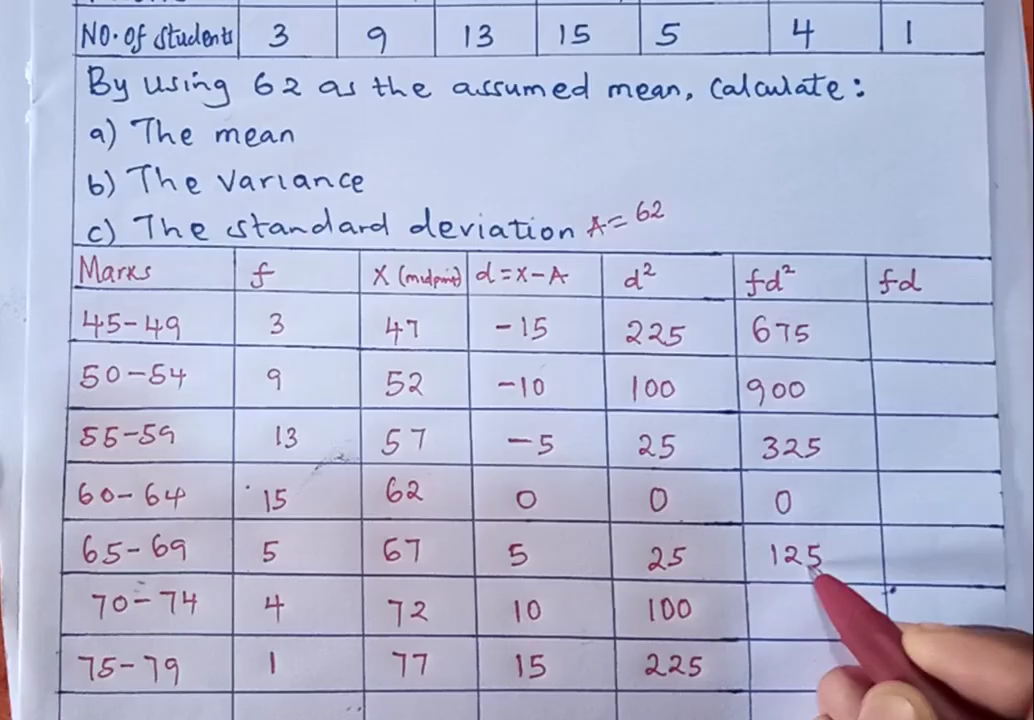 NO. of students 3 9 13 15 5 4 1
By using 62 as the assumed mean, calculate:
a) The mean
b) The variance
c) The standard deviation A = 62
Marks f X (midpoint) d = X - A d² fd² fd
45-49 3 47 -15 225 675
50-54 9 52 -10 100 900
55-59 13 57 -5 25 325
60-64 15 62 0 0 0
65-69 5 67 5 25 125
70-74 4 72 10 100
75-79 1 77 15 225